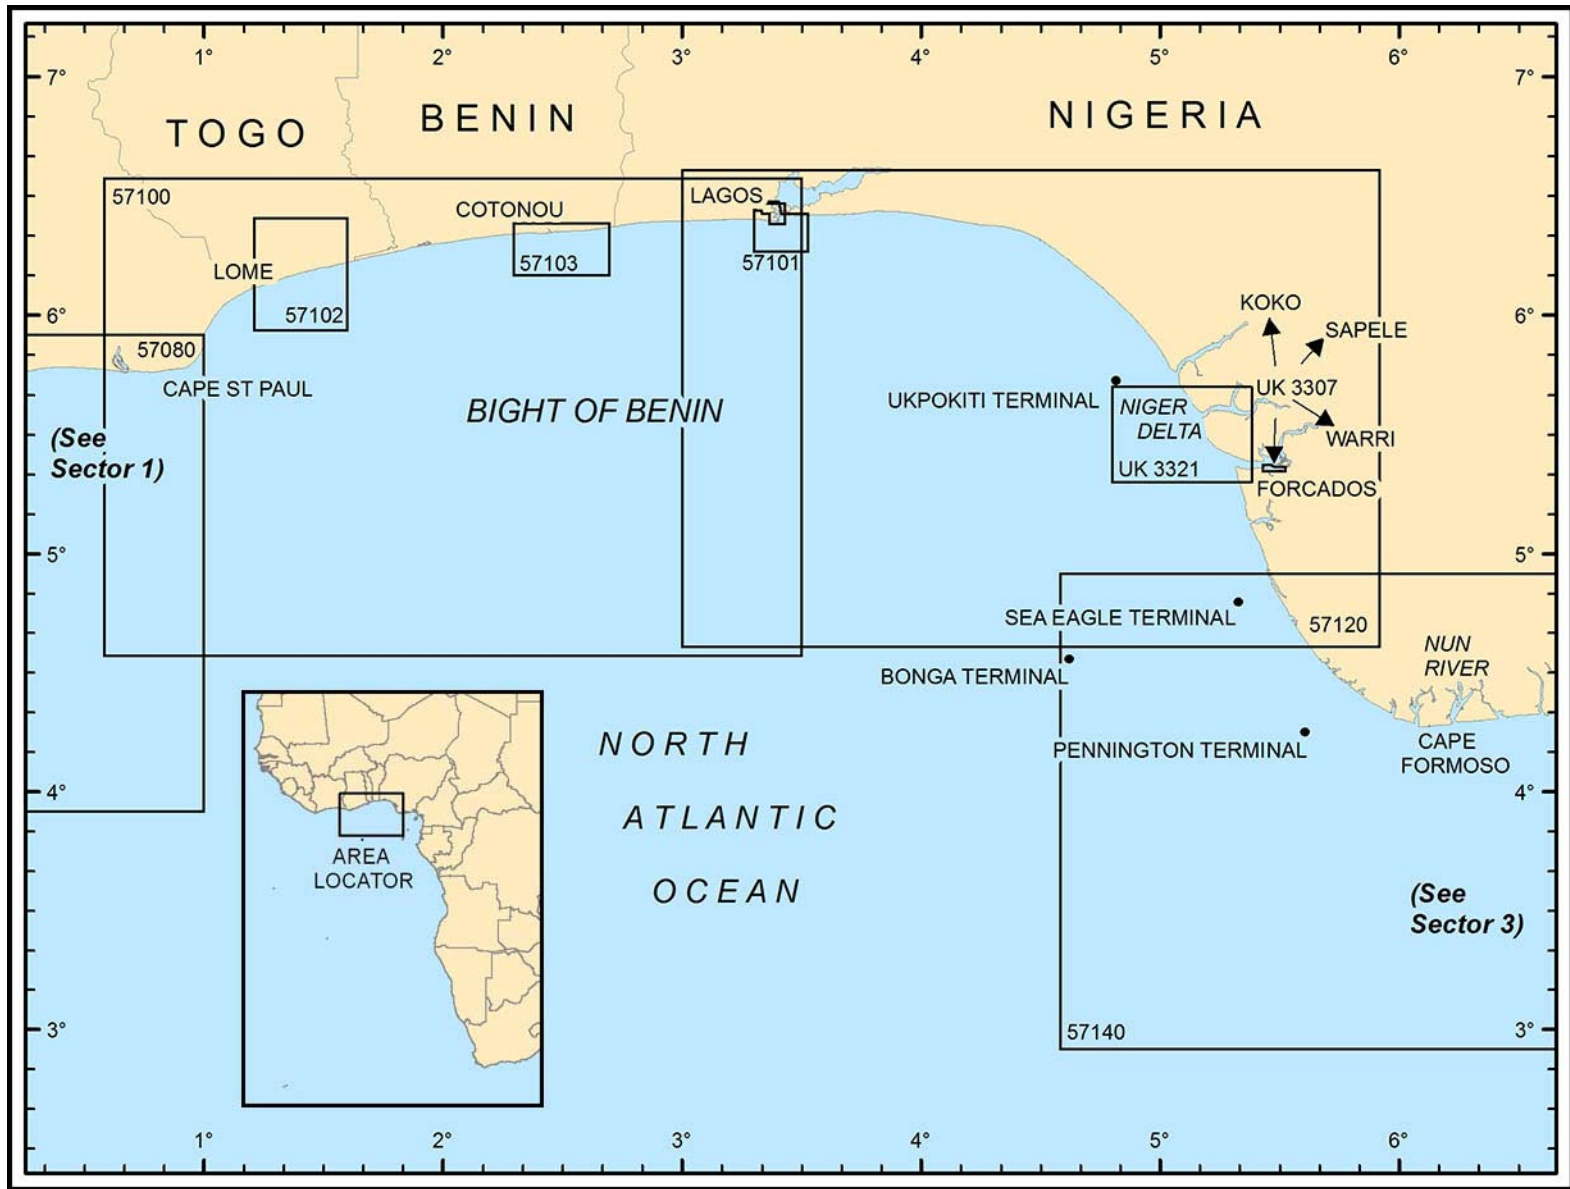 1° 2° 3° 4° 5° 6°
7° 7°
TOGO
BENIN
NIGERIA
57100
LAGOS
COTONOU
57103
57101
LOME
57102
6° 6°
KOKO
SAPELE
57080
CAPE ST PAUL
UK 3307
UKPOKITI TERMINAL
NIGER
DELTA
BIGHT OF BENIN
WARRI
(See
Sector 1)
UK 3321
FORCADOS
5° 5°
SEA EAGLE TERMINAL
57120
NUN
RIVER
BONGA TERMINAL
NORTH
ATLANTIC
OCEAN
PENNINGTON TERMINAL
CAPE
FORMOSO
4° 4°
AREA
LOCATOR
(See
Sector 3)
3° 3°
57140
1° 2° 3° 4° 5° 6°